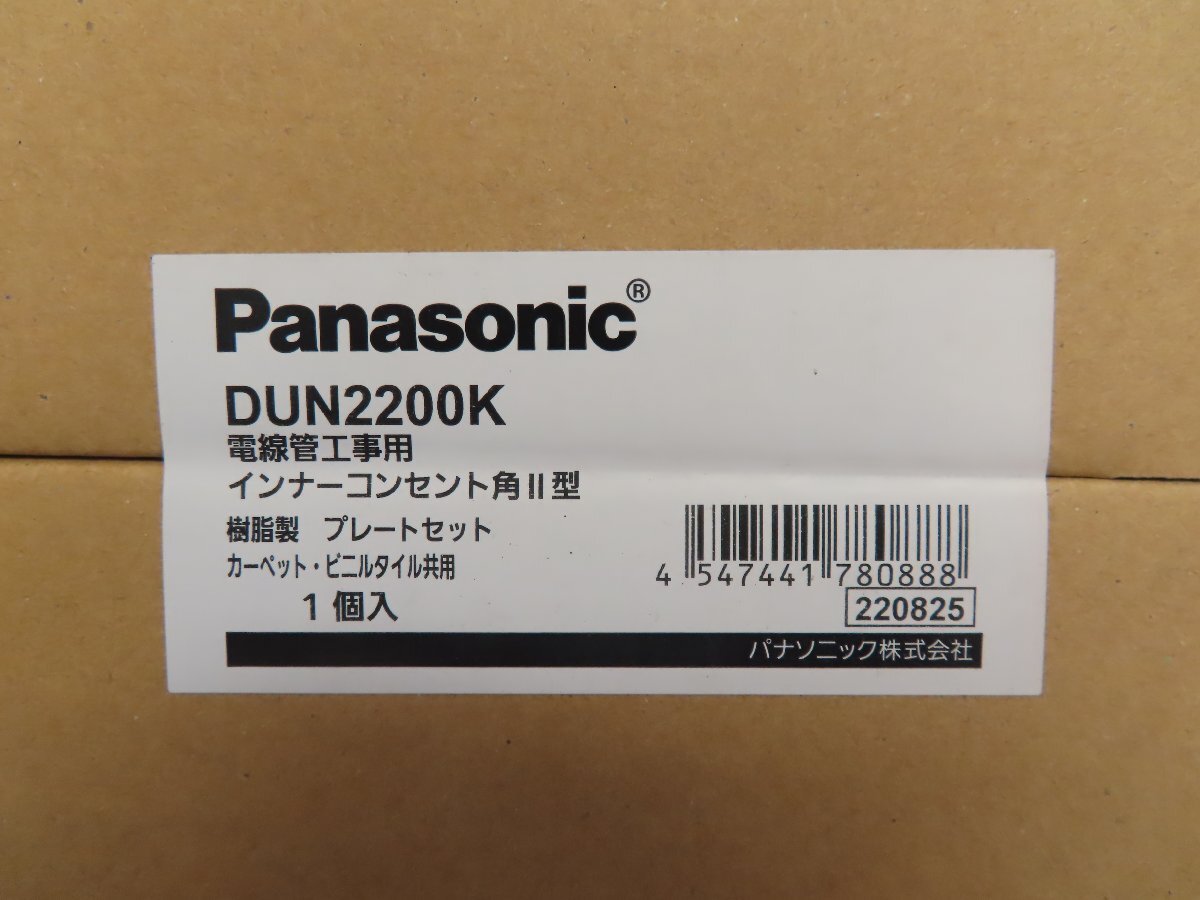 Panasonic®
DUN2200K
電線管工事用
インナーコンセント角Ⅱ型
樹脂製 プレートセット
カーペット・ビニルタイル共用
1個入
4 547441 780888
220825
パナソニック株式会社